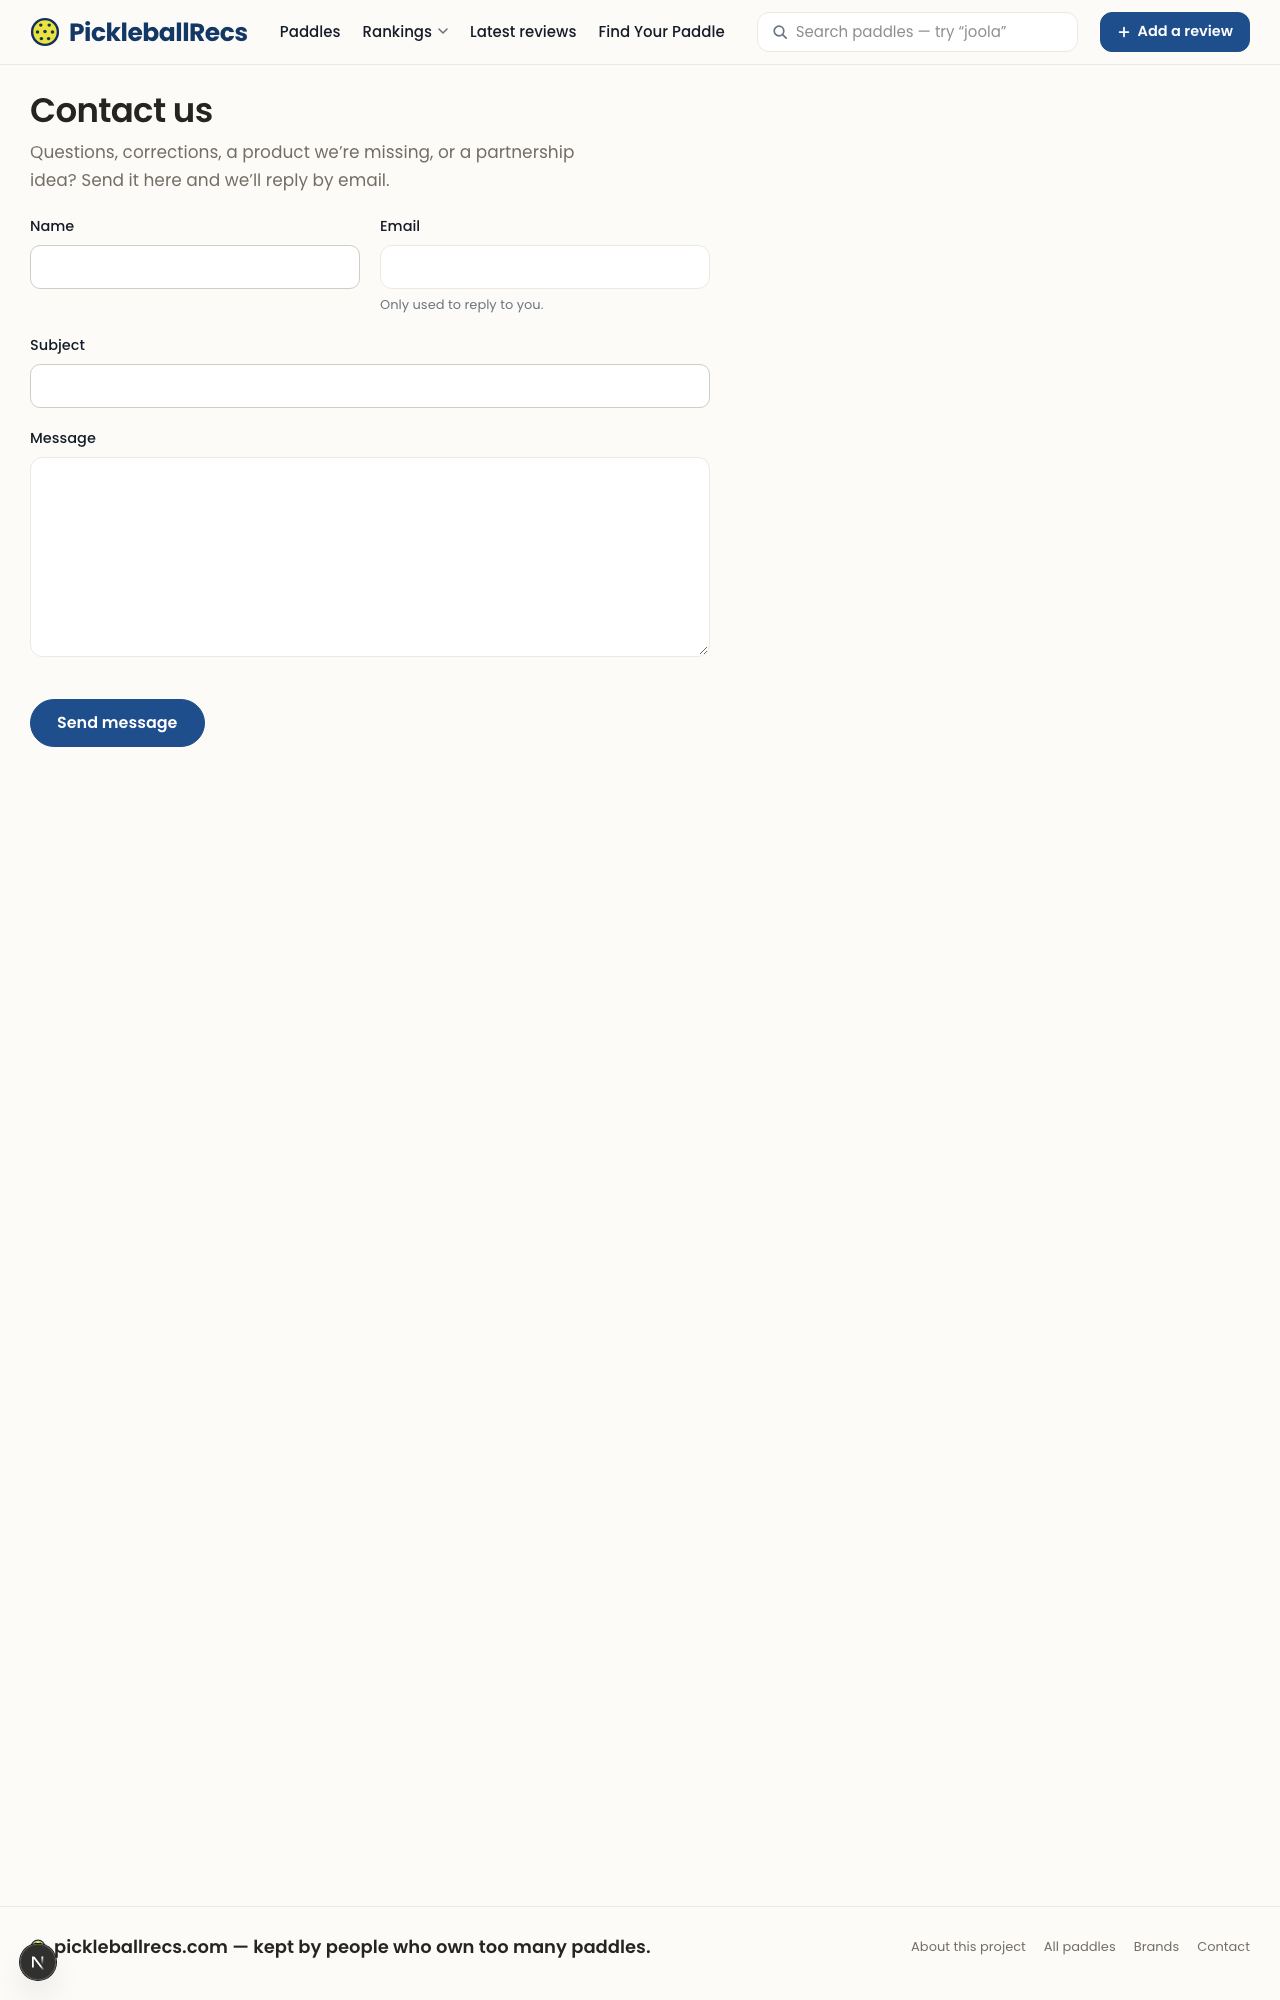 PickleballRecs
Paddles
Rankings
Latest reviews
Find Your Paddle
Search paddles — try “joola”
+ Add a review
Contact us
Questions, corrections, a product we’re missing, or a partnership
idea? Send it here and we’ll reply by email.
Name
Email
Only used to reply to you.
Subject
Message
Send message
pickleballrecs.com — kept by people who own too many paddles.
About this project
All paddles
Brands
Contact
N